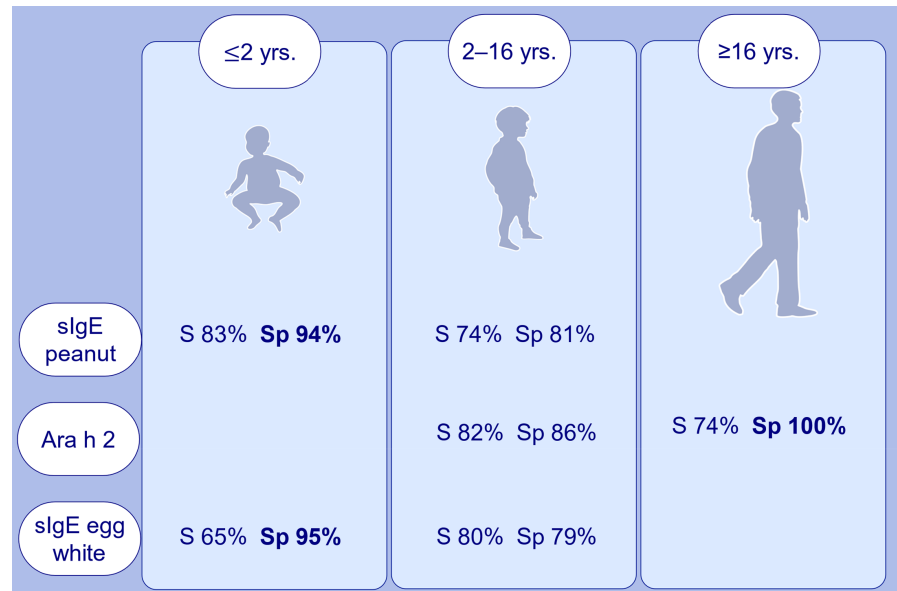 ≤2 yrs.
2–16 yrs.
≥16 yrs.
sIgE
peanut
S 83% Sp 94%
S 74% Sp 81%
Ara h 2
S 82% Sp 86%
S 74% Sp 100%
sIgE egg
white
S 65% Sp 95%
S 80% Sp 79%